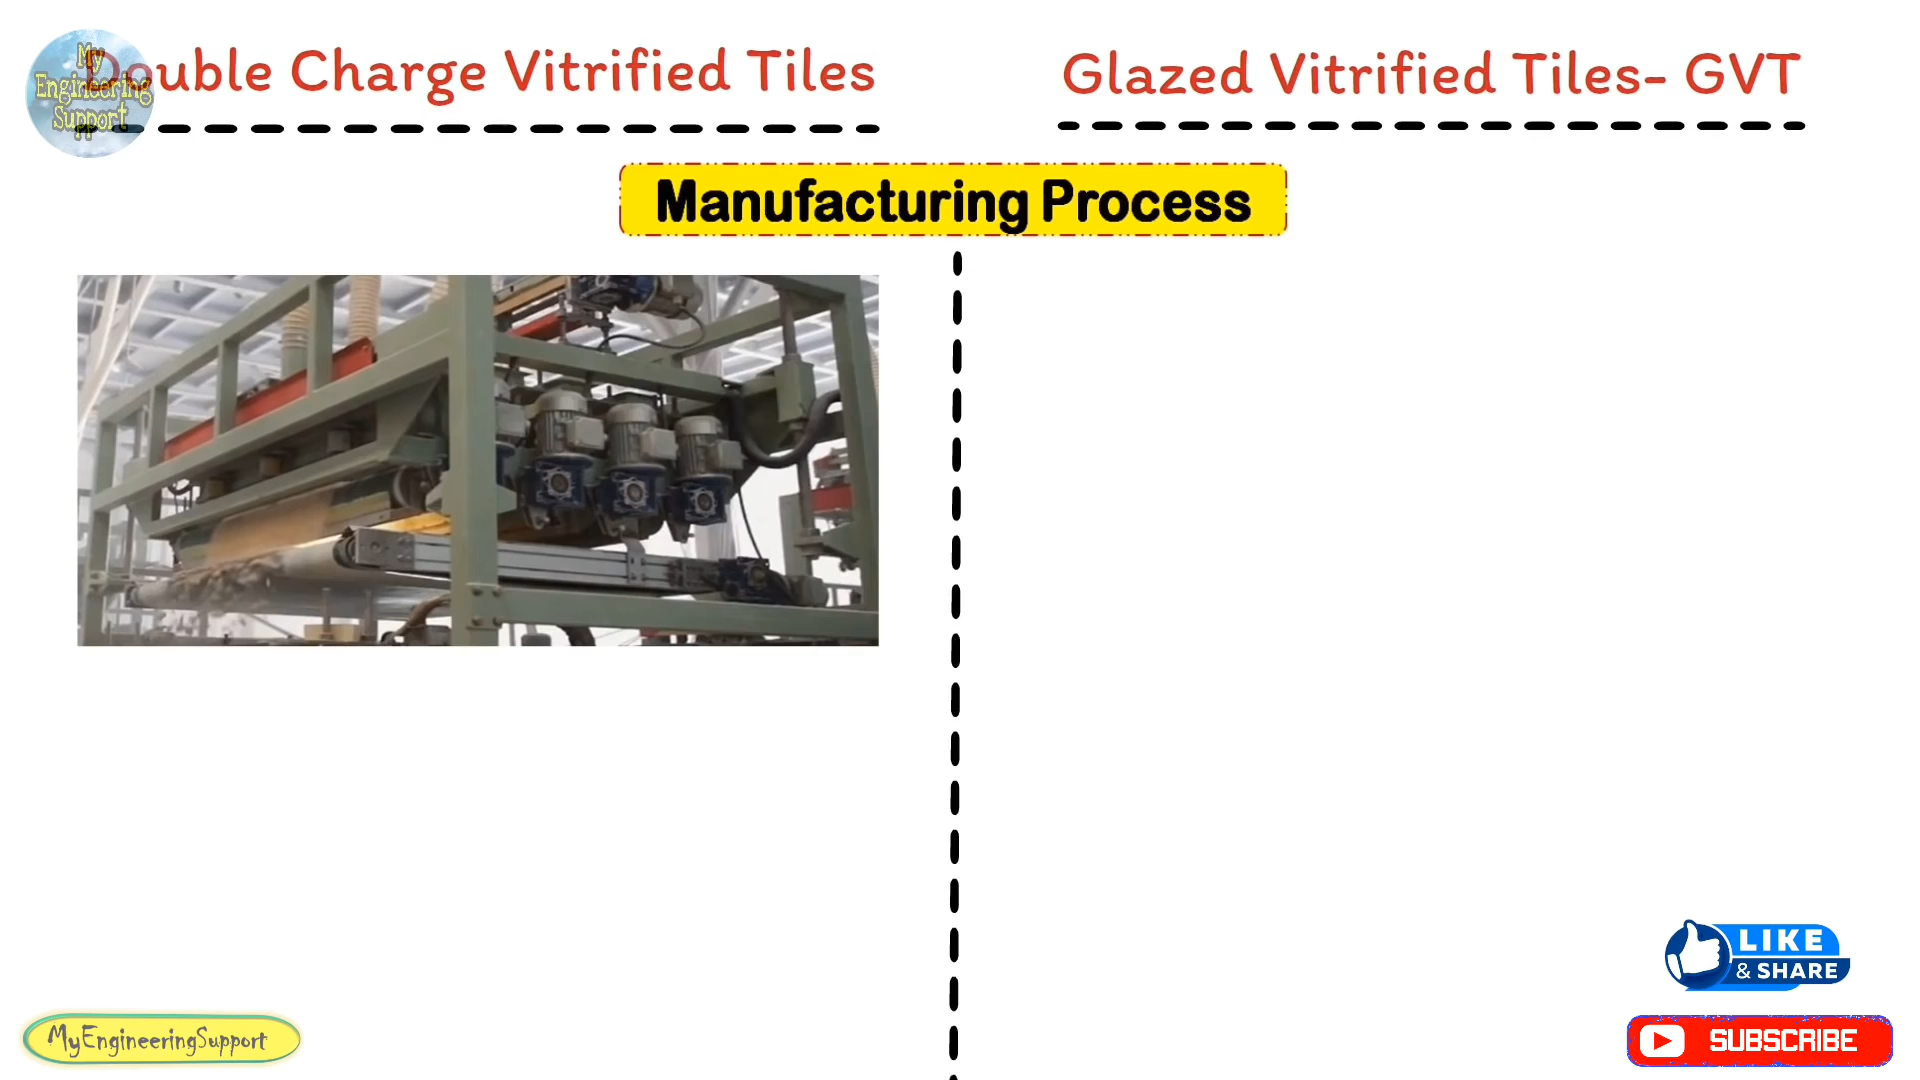 My
Engineering
Support
Double Charge Vitrified Tiles
Glazed Vitrified Tiles- GVT
Manufacturing Process
LIKE
& SHARE
MyEngineeringSupport
SUBSCRIBE